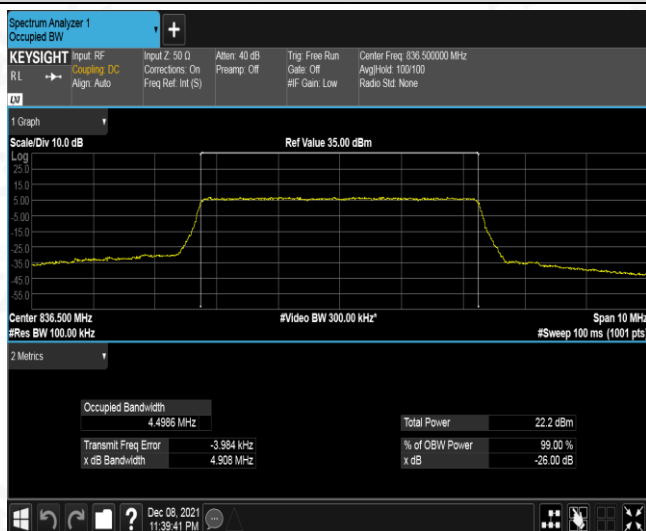 Spectrum Analyzer 1
Occupied BW
+
KEYSIGHT
RL
Input: RF
Coupling: DC
Align: Auto
Input Z: 50 Ω
Corrections: On
Freq Ref: Int (S)
Atten: 40 dB
Preamp: Off
Trig: Free Run
Gate: Off
#IF Gain: Low
Center Freq: 836.500000 MHz
Avg|Hold: 100/100
Radio Std: None
1 Graph
Scale/Div 10.0 dB
Ref Value 35.00 dBm
Log
25.0
15.0
5.00
-5.00
-15.0
-25.0
-35.0
-45.0
-55.0
Center 836.500 MHz
#Video BW 300.00 kHz*
Span 10 MHz
#Res BW 100.00 kHz
#Sweep 100 ms (1001 pts)
2 Metrics
Occupied Bandwidth
4.4986 MHz
Total Power 22.2 dBm
Transmit Freq Error -3.984 kHz
% of OBW Power 99.00 %
x dB Bandwidth 4.908 MHz
x dB -26.00 dB
?
Dec 08, 2021
11:39:41 PM